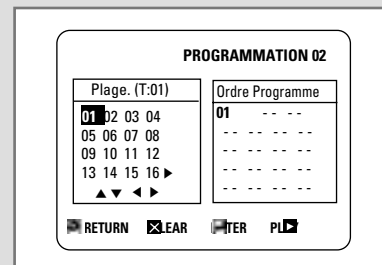 PROGRAMMATION 02
Plage. (T:01)
01 02 03 04
05 06 07 08
09 10 11 12
13 14 15 16 ▶
▲ ▼ ◀ ▶
Ordre Programme
01 -- --
-- -- -- --
-- -- -- --
-- -- -- --
-- -- -- --
-- -- -- --
RETURN LEAR TER PL